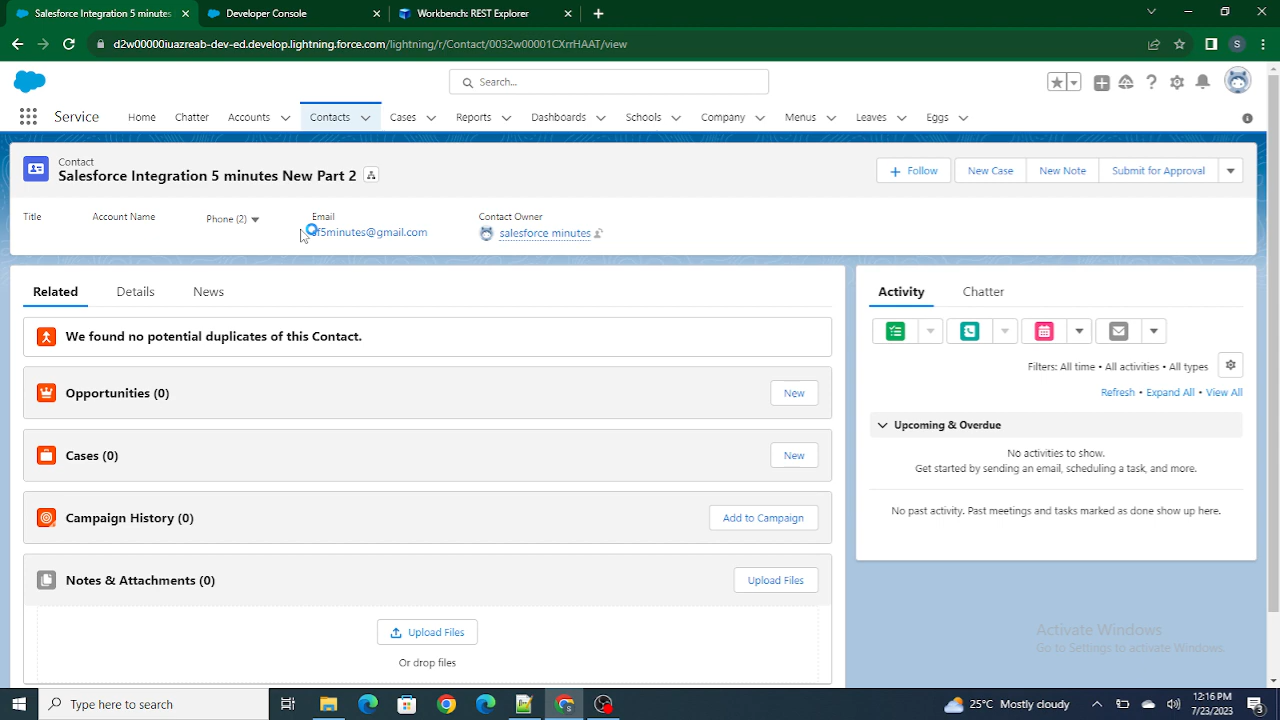 Salesforce Integration 5 minutes
Developer Console
Workbench: REST Explorer
d2w00000iuazreab-dev-ed.develop.lightning.force.com/lightning/r/Contact/0032w00001CXrrHAAT/view
S
Search...
Service
Home
Chatter
Accounts
Contacts
Cases
Reports
Dashboards
Schools
Company
Menus
Leaves
Eggs
Contact
Salesforce Integration 5 minutes New Part 2
Follow
New Case
New Note
Submit for Approval
Title
Account Name
Phone (2)
Email
Contact Owner
f5minutes@gmail.com
salesforce minutes
Related
Details
News
We found no potential duplicates of this Contact.
Opportunities (0)
New
Cases (0)
New
Campaign History (0)
Add to Campaign
Notes & Attachments (0)
Upload Files
Upload Files
Or drop files
Activity
Chatter
Filters: All time • All activities • All types
Refresh • Expand All • View All
Upcoming & Overdue
No activities to show.
Get started by sending an email, scheduling a task, and more.
No past activity. Past meetings and tasks marked as done show up here.
Activate Windows
Go to Settings to activate Windows.
Type here to search
25°C Mostly cloudy
12:16 PM
7/23/2023
3